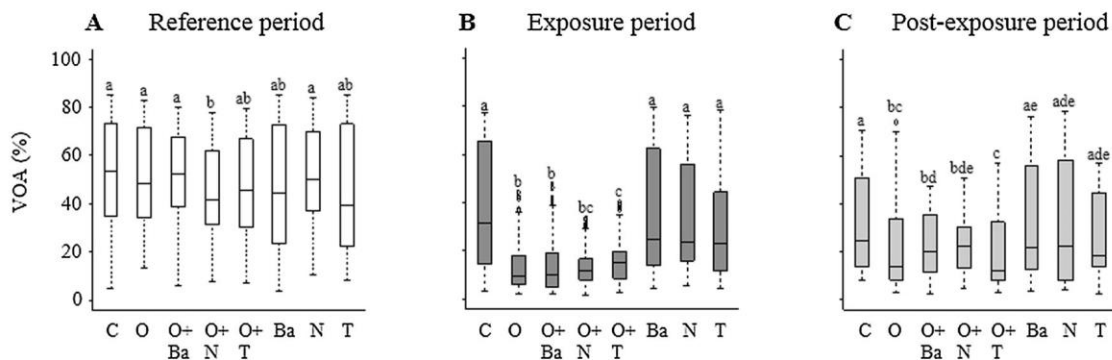 A Reference period B Exposure period C Post-exposure period
100
80
60
40
20
0
VOA (%)
a a a b ab ab a ab
a b b bc c a a a
a bc bd bde c ae ade ade
C O O+ O+ O+ Ba N T
Ba N T
C O O+ O+ O+ Ba N T
Ba N T
C O O+ O+ O+ Ba N T
Ba N T